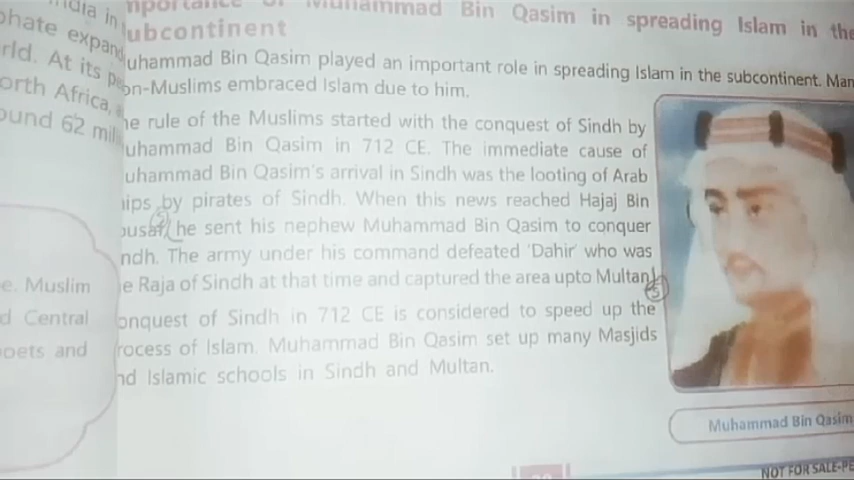 ndia in
phate expand
rld. At its
orth Africa,
ound 62 mil
e. Muslim
d Central
poets and
mportance of Muhammad Bin Qasim in spreading Islam in the
ubcontinent
uhammad Bin Qasim played an important role in spreading Islam in the subcontinent. Man
on-Muslims embraced Islam due to him.
he rule of the Muslims started with the conquest of Sindh by
uhammad Bin Qasim in 712 CE. The immediate cause of
uhammad Bin Qasim's arrival in Sindh was the looting of Arab
hips by pirates of Sindh. When this news reached Hajaj Bin
ousaf, he sent his nephew Muhammad Bin Qasim to conquer
ndh. The army under his command defeated 'Dahir' who was
e Raja of Sindh at that time and captured the area upto Multan.
5
onquest of Sindh in 712 CE is considered to speed up the
rocess of Islam. Muhammad Bin Qasim set up many Masjids
nd Islamic schools in Sindh and Multan.
Muhammad Bin Qasim
NOT FOR SALE-PE